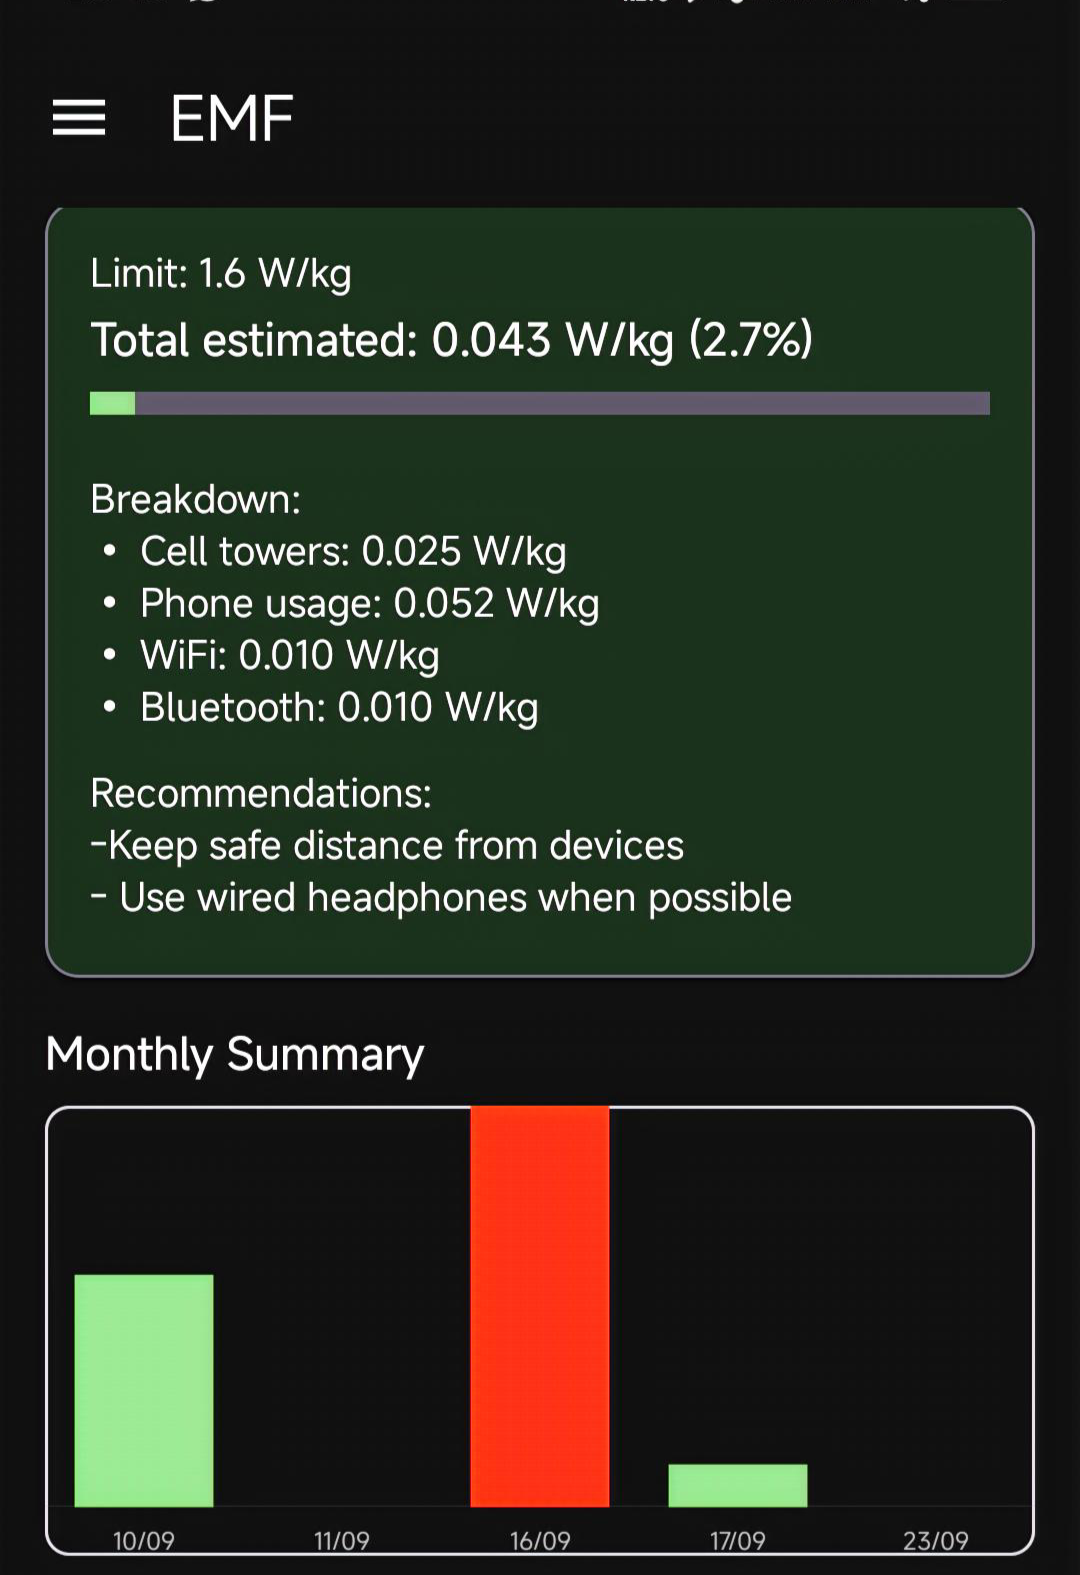 EMF
Limit: 1.6 W/kg
Total estimated: 0.043 W/kg (2.7%)
Breakdown:
• Cell towers: 0.025 W/kg
• Phone usage: 0.052 W/kg
• WiFi: 0.010 W/kg
• Bluetooth: 0.010 W/kg
Recommendations:
-Keep safe distance from devices
- Use wired headphones when possible
Monthly Summary
10/09 11/09 16/09 17/09 23/09